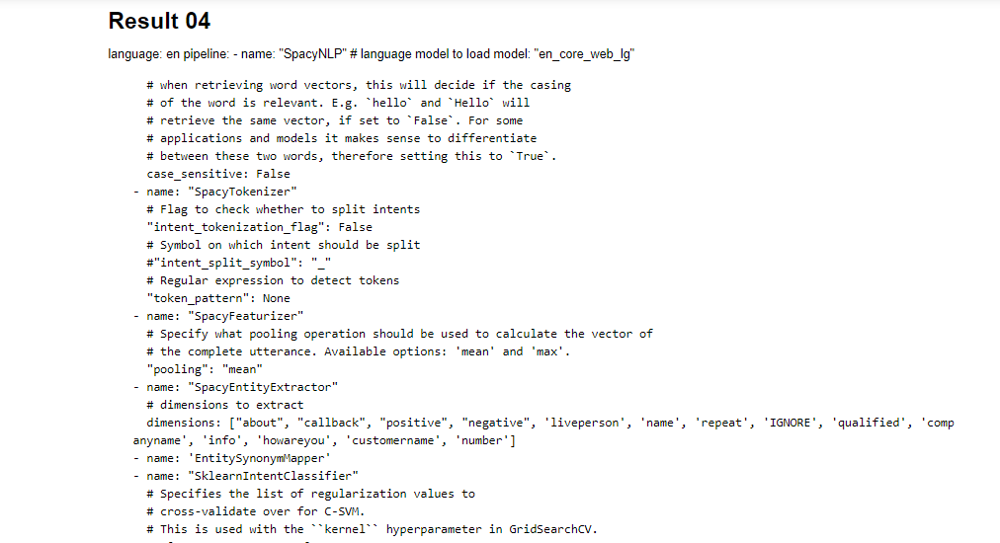 Result 04
language: en pipeline: - name: "SpacyNLP" # language model to load model: "en_core_web_lg"
# when retrieving word vectors, this will decide if the casing
# of the word is relevant. E.g. `hello` and `Hello` will
# retrieve the same vector, if set to `False`. For some
# applications and models it makes sense to differentiate
# between these two words, therefore setting this to `True`.
case_sensitive: False
- name: "SpacyTokenizer"
# Flag to check whether to split intents
"intent_tokenization_flag": False
# Symbol on which intent should be split
#"intent_split_symbol": "_"
# Regular expression to detect tokens
"token_pattern": None
- name: "SpacyFeaturizer"
# Specify what pooling operation should be used to calculate the vector of
# the complete utterance. Available options: 'mean' and 'max'.
"pooling": "mean"
- name: "SpacyEntityExtractor"
# dimensions to extract
dimensions: ["about", "callback", "positive", "negative", 'liveperson', 'name', 'repeat', 'IGNORE', 'qualified', 'comp
anyname', 'info', 'howareyou', 'customername', 'number']
- name: 'EntitySynonymMapper'
- name: "SklearnIntentClassifier"
# Specifies the list of regularization values to
# cross-validate over for C-SVM.
# This is used with the ``kernel`` hyperparameter in GridSearchCV.